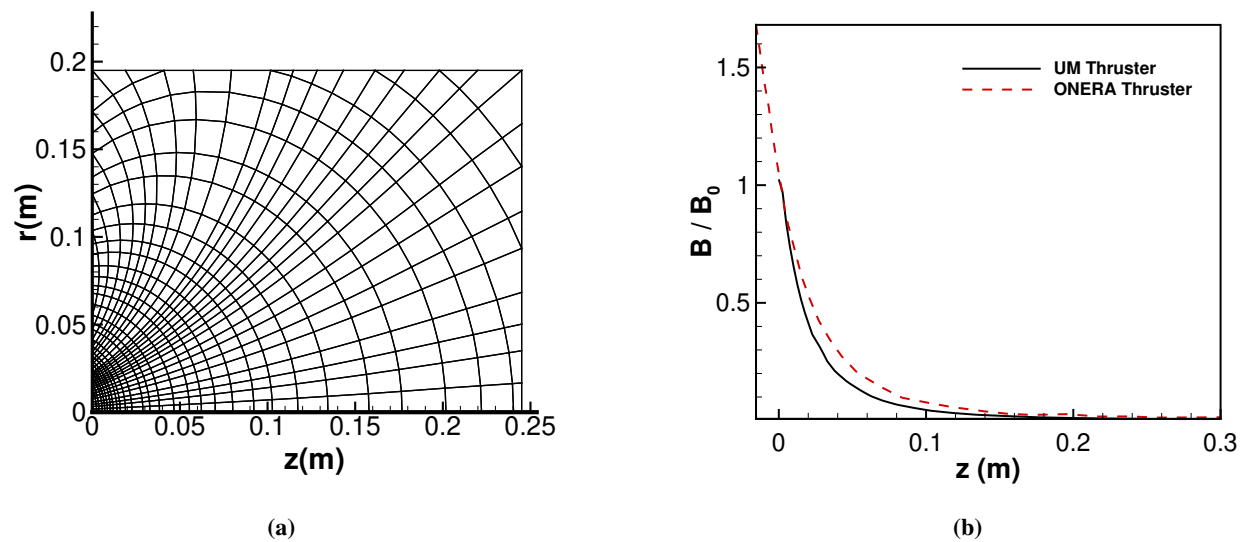 0.2
0.15
0.1
0.05
0
r(m)
0 0.05 0.1 0.15 0.2 0.25
z(m)
(a)
1.5
1
0.5
B / B0
UM Thruster
ONERA Thruster
0 0.1 0.2 0.3
z (m)
(b)